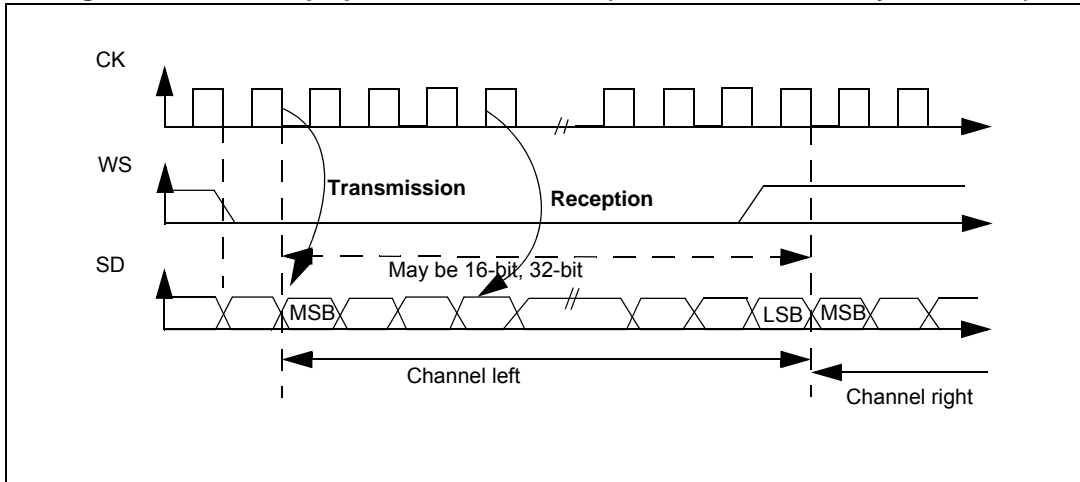 CK
WS
Transmission
Reception
SD
May be 16-bit, 32-bit
MSB
LSB
MSB
Channel left
Channel right